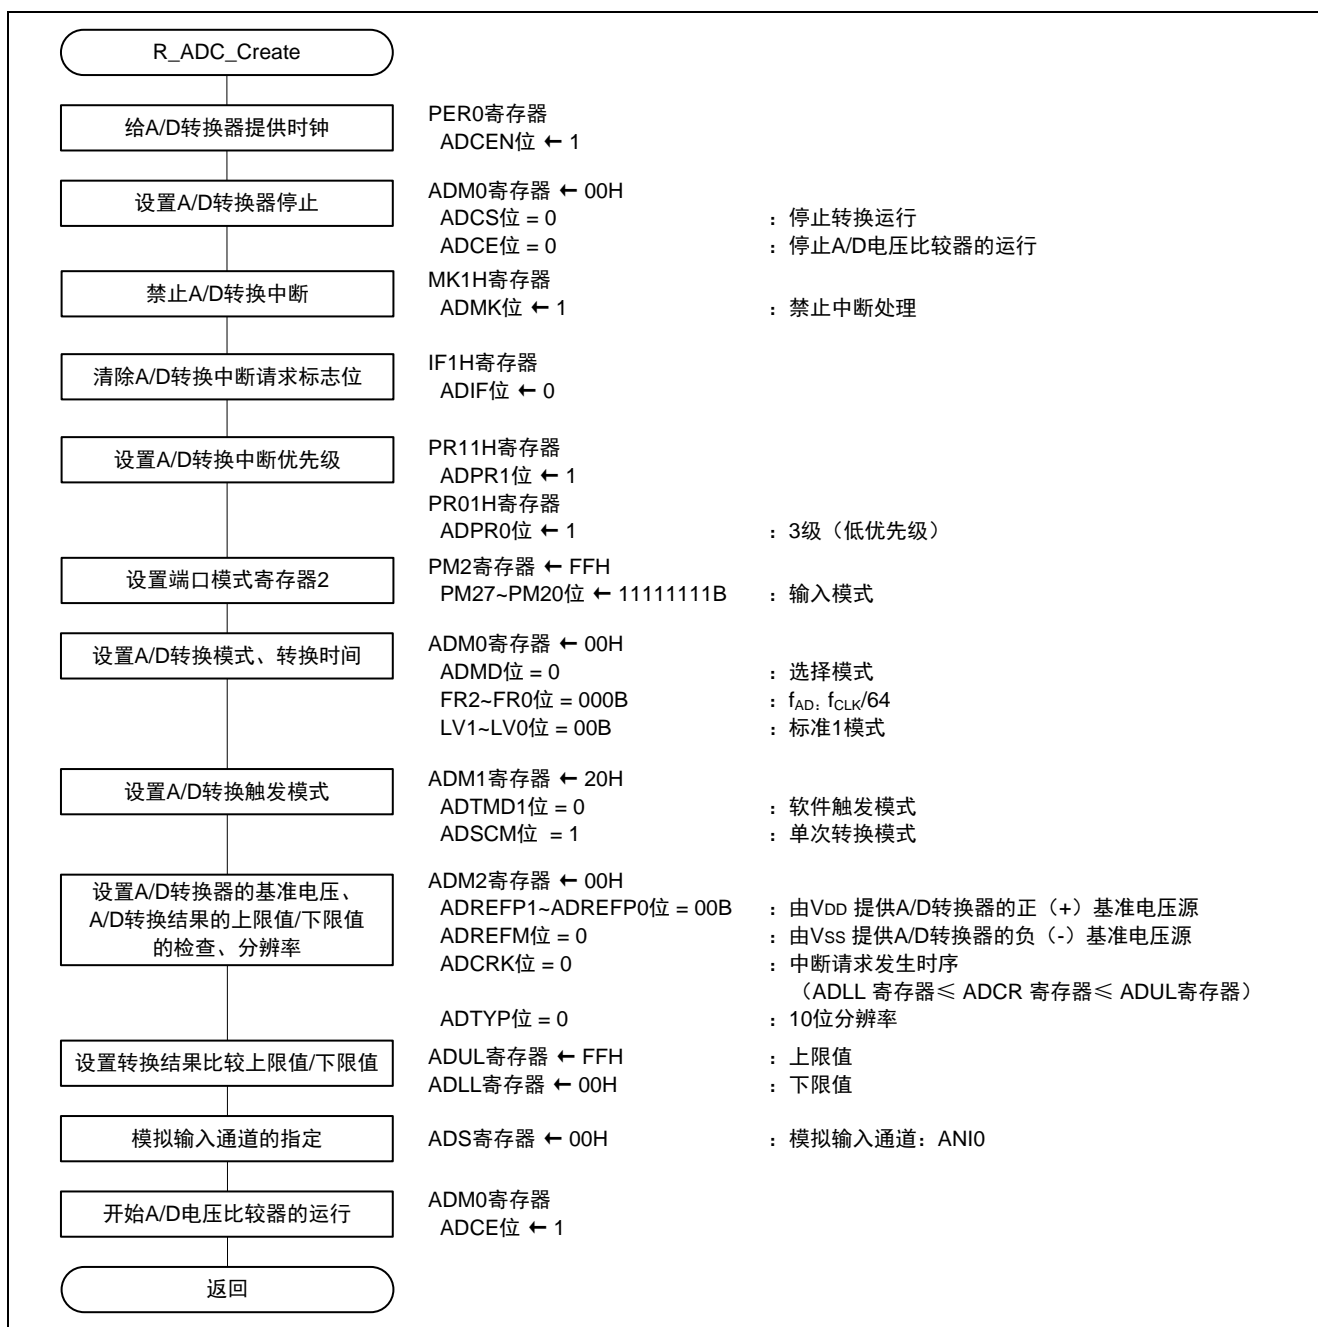 R_ADC_Create
给A/D转换器提供时钟
PER0寄存器
ADCEN位 ← 1
设置A/D转换器停止
ADM0寄存器 ← 00H
ADCS位 = 0 ：停止转换运行
ADCE位 = 0 ：停止A/D电压比较器的运行
禁止A/D转换中断
MK1H寄存器
ADMK位 ← 1 ：禁止中断处理
清除A/D转换中断请求标志位
IF1H寄存器
ADIF位 ← 0
设置A/D转换中断优先级
PR11H寄存器
ADPR1位 ← 1
PR01H寄存器
ADPR0位 ← 1 ：3级（低优先级）
设置端口模式寄存器2
PM2寄存器 ← FFH
PM27~PM20位 ← 11111111B ：输入模式
设置A/D转换模式、转换时间
ADM0寄存器 ← 00H
ADMD位 = 0 ：选择模式
FR2~FR0位 = 000B ：fAD：fCLK/64
LV1~LV0位 = 00B ：标准1模式
设置A/D转换触发模式
ADM1寄存器 ← 20H
ADTMD1位 = 0 ：软件触发模式
ADSCM位 = 1 ：单次转换模式
设置A/D转换器的基准电压、
A/D转换结果的上限值/下限值
的检查、分辨率
ADM2寄存器 ← 00H
ADREFP1~ADREFP0位 = 00B ：由VDD 提供A/D转换器的正（+）基准电压源
ADREFM位 = 0 ：由VSS 提供A/D转换器的负（-）基准电压源
ADCRK位 = 0 ：中断请求发生时序
（ADLL 寄存器≤ ADCR 寄存器≤ ADUL寄存器）
ADTYP位 = 0 ：10位分辨率
设置转换结果比较上限值/下限值
ADUL寄存器 ← FFH ：上限值
ADLL寄存器 ← 00H ：下限值
模拟输入通道的指定
ADS寄存器 ← 00H ：模拟输入通道：ANI0
开始A/D电压比较器的运行
ADM0寄存器
ADCE位 ← 1
返回